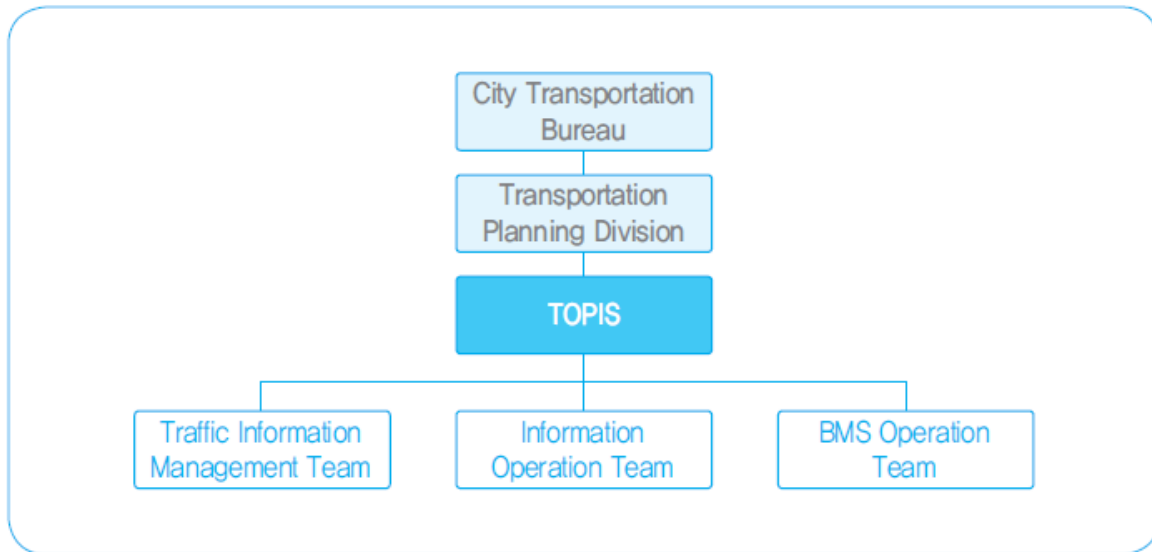 City Transportation
Bureau
Transportation
Planning Division
TOPIS
Traffic Information
Management Team
Information
Operation Team
BMS Operation
Team